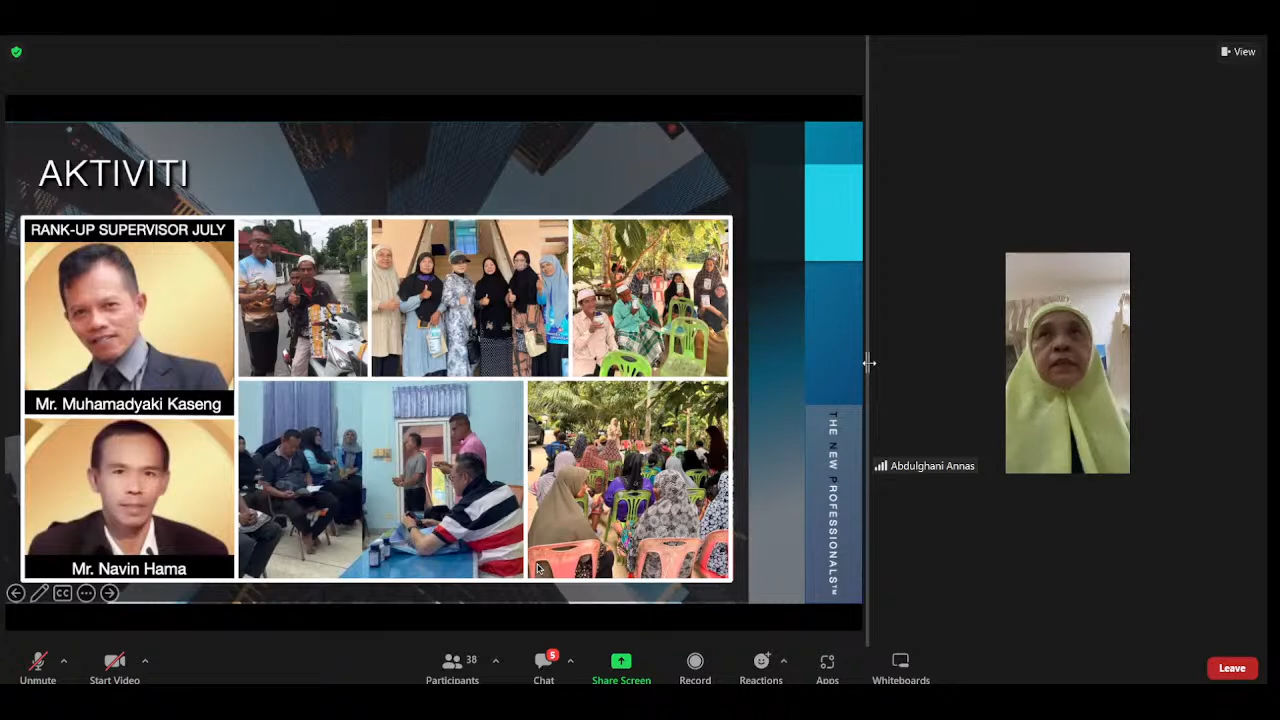 View
AKTIVITI
RANK-UP SUPERVISOR JULY
Mr. Muhamadyaki Kaseng
Mr. Navin Hama
THE NEW PROFESSIONALS™
CC
Abdulghani Annas
38
5
Unmute
Start Video
Participants
Chat
Share Screen
Record
Reactions
Apps
Whiteboards
Leave